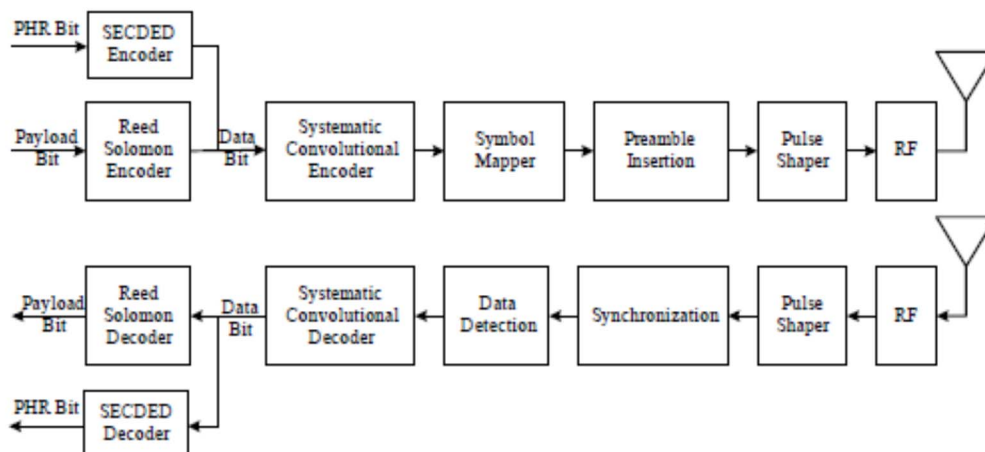 PHR Bit
SECDED
Encoder
Payload
Bit
Reed
Solomon
Encoder
Data
Bit
Systematic
Convolutional
Encoder
Symbol
Mapper
Preamble
Insertion
Pulse
Shaper
RF
Payload
Bit
Reed
Solomon
Decoder
Data
Bit
Systematic
Convolutional
Decoder
Data
Detection
Synchronization
Pulse
Shaper
RF
PHR Bit
SECDED
Decoder